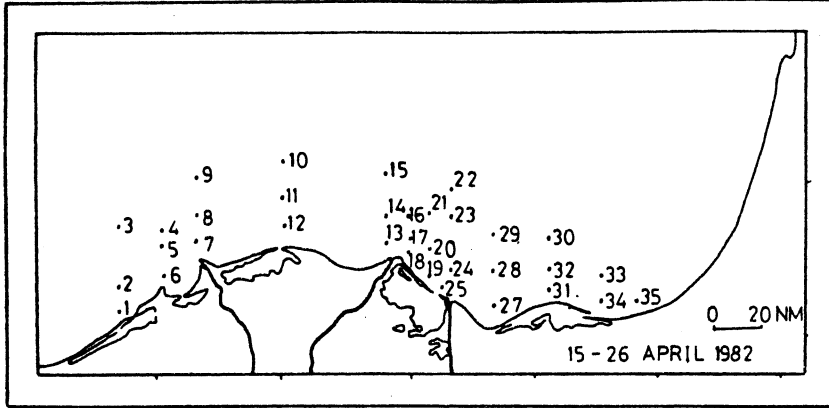 ·10
·9 ·15
·22
·11
·3 ·4 ·8 ·12 14 16 ·21 ·23
·5 ·7 13 17 ·29 ·30
·20
·2 ·6 18 19 ·24 ·28 ·32 ·33
·1 ·25 ·27 ·31 ·34 ·35
0 20 NM
15 - 26 APRIL 1982